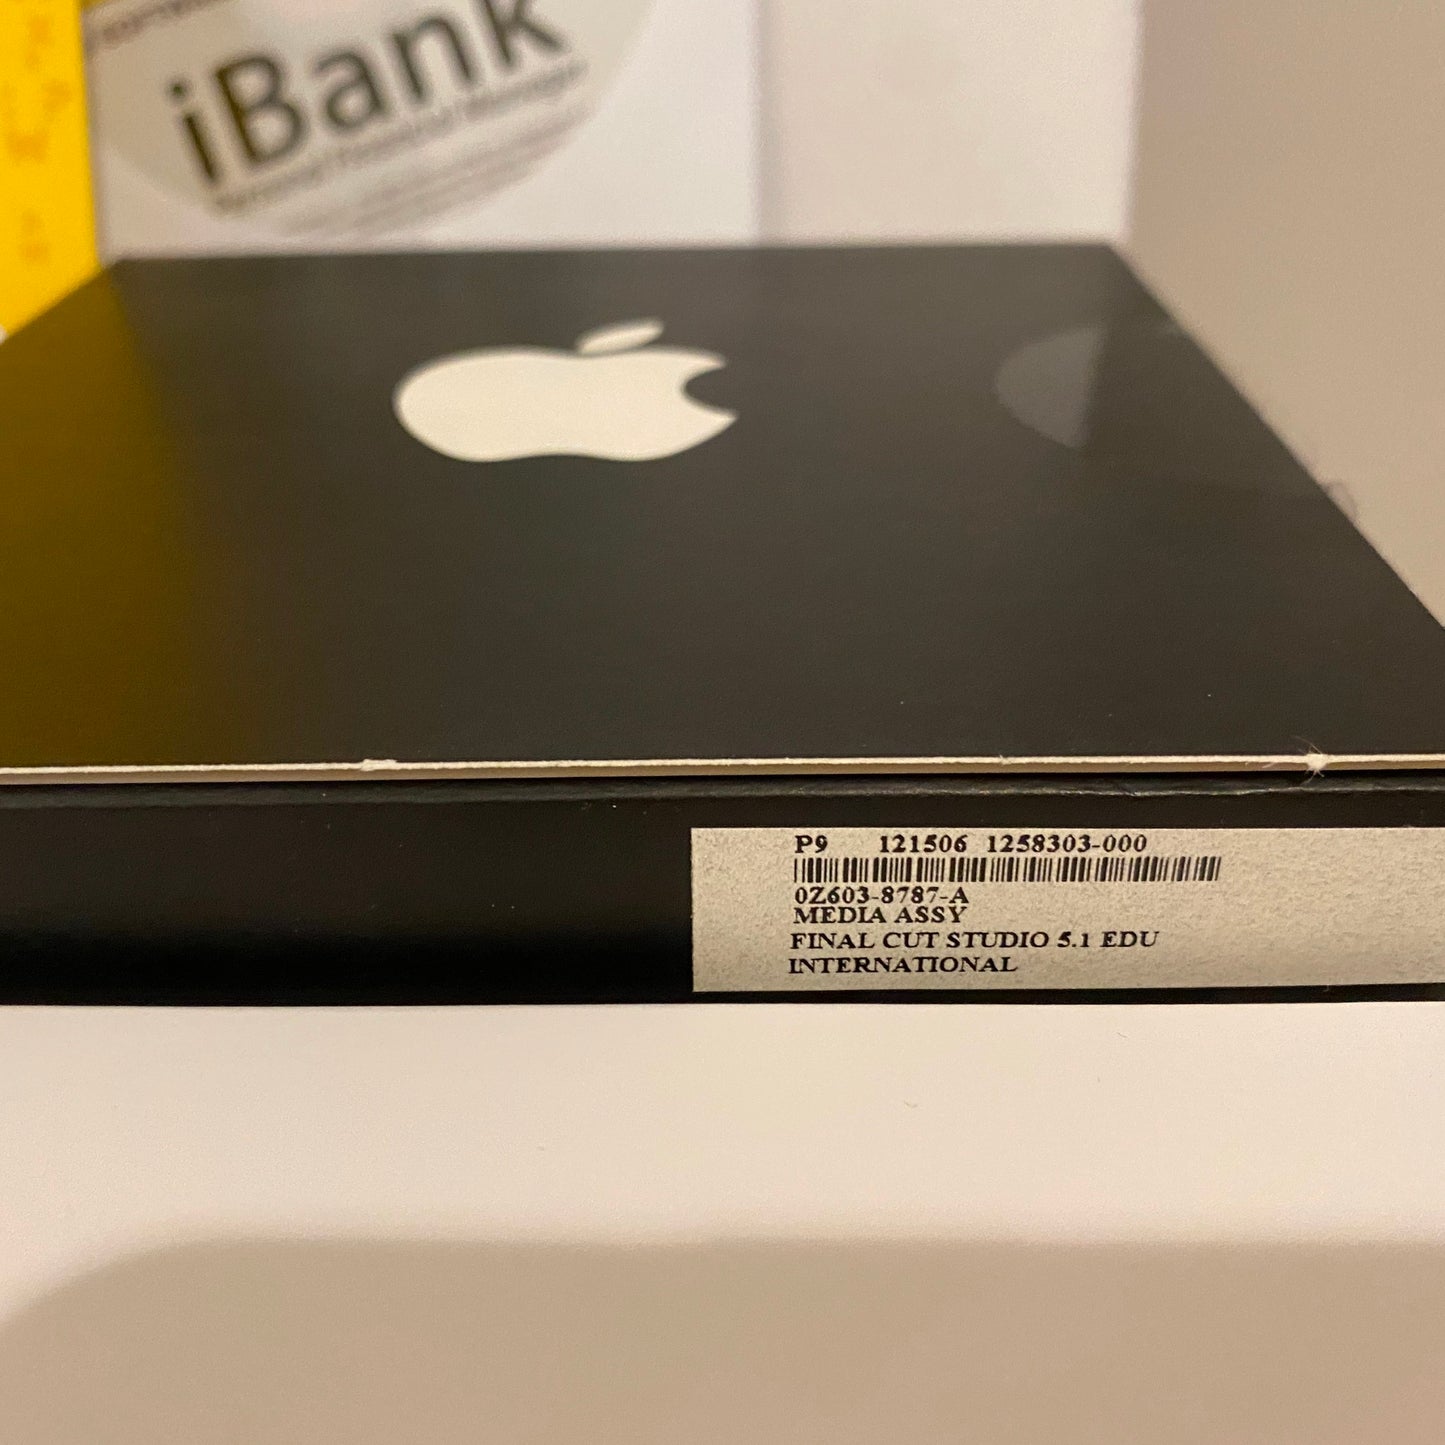 iBank
P9 121506 1258303-000
0Z603-8787-A
MEDIA ASSY
FINAL CUT STUDIO 5.1 EDU
INTERNATIONAL